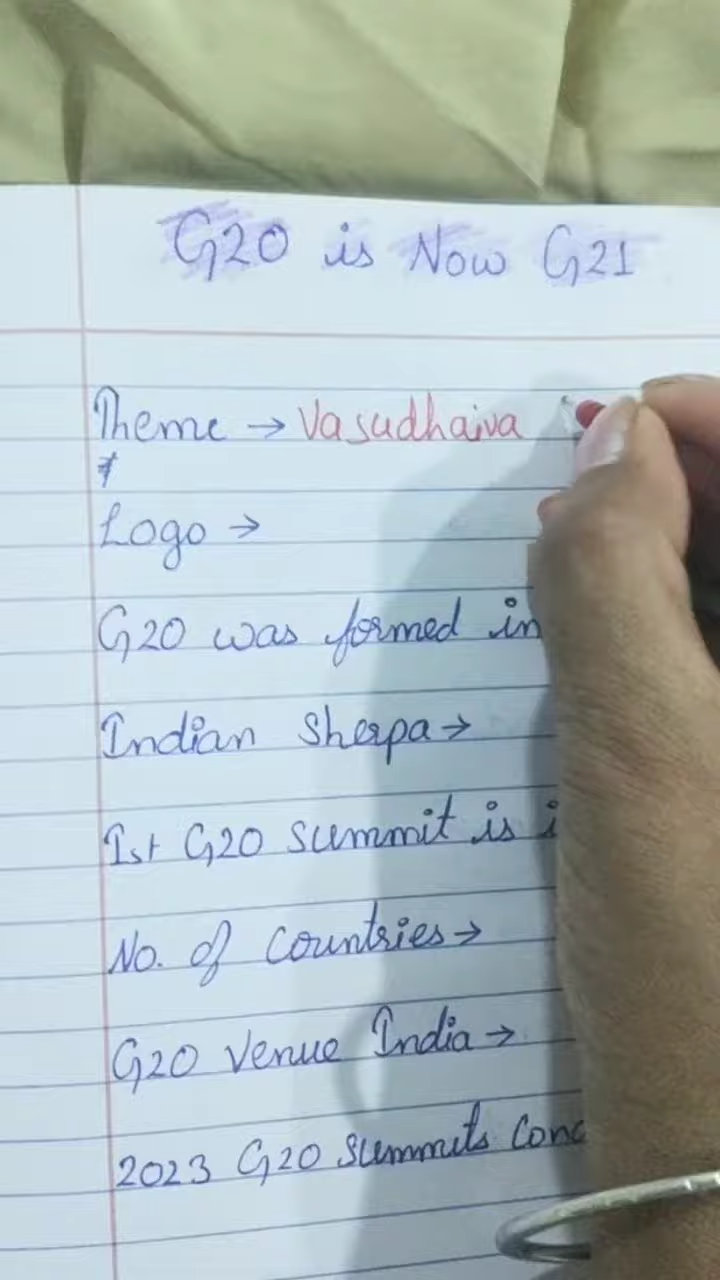 G20 is Now G21
Theme → Vasudhaiva
Logo →
G20 was formed in
Indian Sherpa →
Ist G20 Summit is
No. of Countries →
G20 Venue India →
2023 G20 Summits Conc